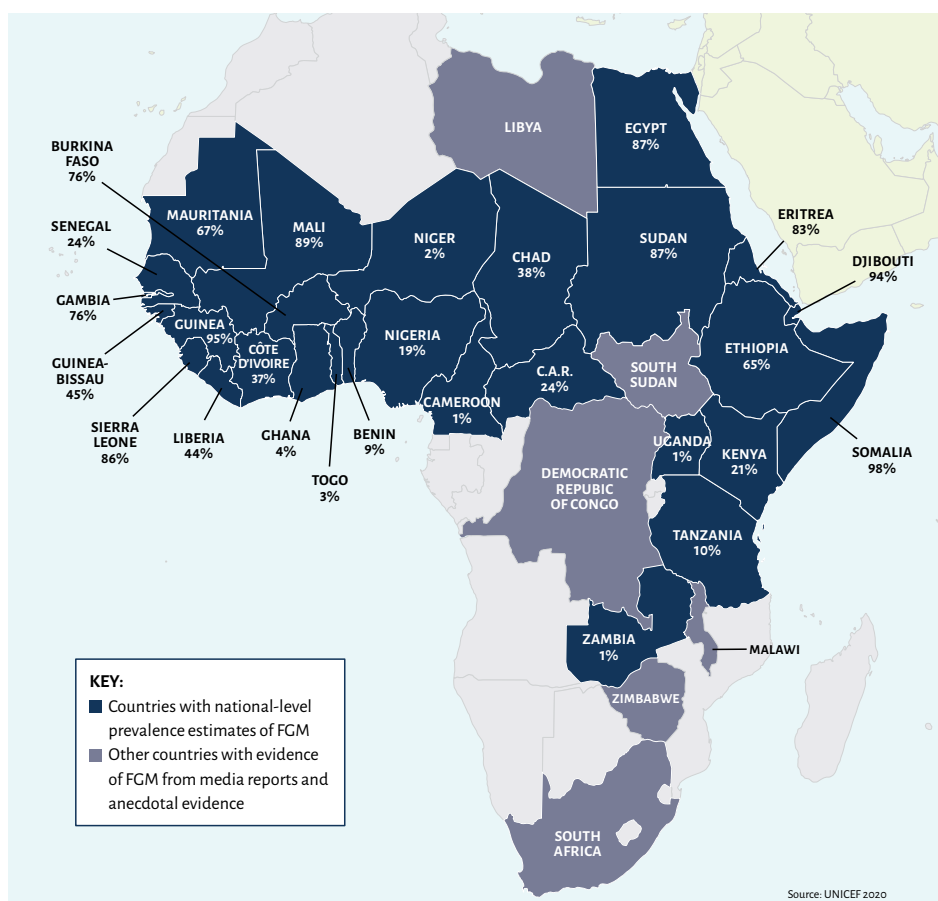 LIBYA
EGYPT
87%
BURKINA
FASO
76%
MAURITANIA
67%
MALI
89%
NIGER
2%
CHAD
38%
SUDAN
87%
ERITREA
83%
SENEGAL
24%
DJIBOUTI
94%
GAMBIA
76%
GUINEA
95%
CÔTE
D'IVOIRE
37%
NIGERIA
19%
ETHIOPIA
65%
GUINEA-
BISSAU
45%
C.A.R.
24%
SOUTH
SUDAN
CAMEROON
1%
SIERRA
LEONE
86%
LIBERIA
44%
GHANA
4%
BENIN
9%
TOGO
3%
UGANDA
1%
KENYA
21%
SOMALIA
98%
DEMOCRATIC
REPUBIC
OF CONGO
TANZANIA
10%
ZAMBIA
1%
MALAWI
ZIMBABWE
SOUTH
AFRICA
KEY:
Countries with national-level
prevalence estimates of FGM
Other countries with evidence
of FGM from media reports and
anecdotal evidence
Source: UNICEF 2020